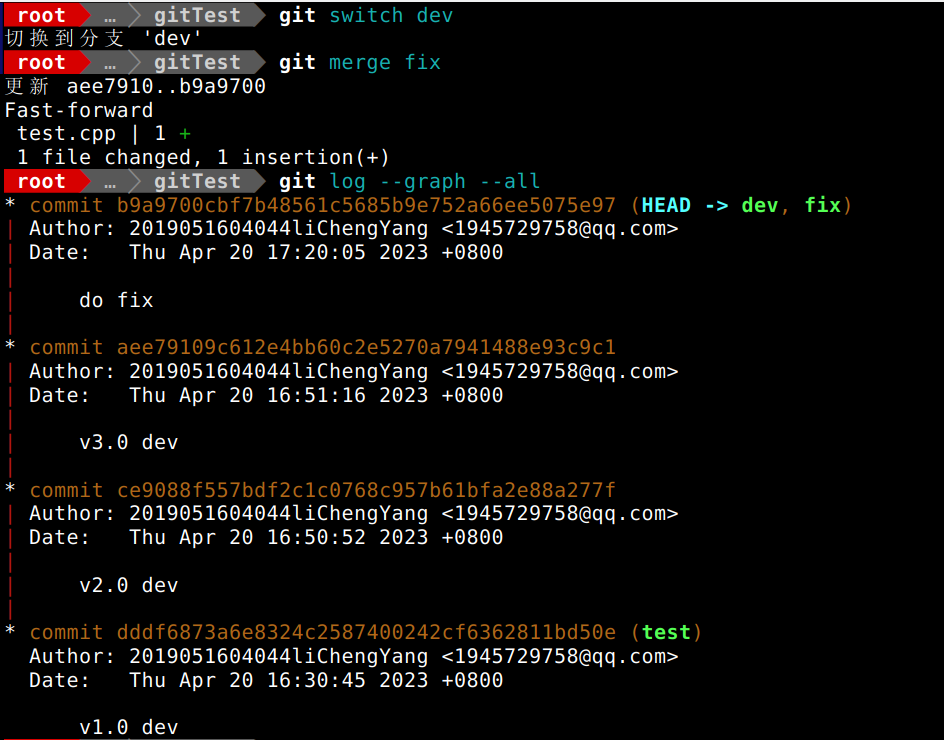 root … gitTest git switch dev
切换到分支 'dev'
root … gitTest git merge fix
更新 aee7910..b9a9700
Fast-forward
 test.cpp | 1 +
 1 file changed, 1 insertion(+)
root … gitTest git log --graph --all
* commit b9a9700cbf7b48561c5685b9e752a66ee5075e97 (HEAD -> dev, fix)
| Author: 2019051604044liChengYang <1945729758@qq.com>
| Date:   Thu Apr 20 17:20:05 2023 +0800
|
|     do fix
|
* commit aee79109c612e4bb60c2e5270a7941488e93c9c1
| Author: 2019051604044liChengYang <1945729758@qq.com>
| Date:   Thu Apr 20 16:51:16 2023 +0800
|
|     v3.0 dev
|
* commit ce9088f557bdf2c1c0768c957b61bfa2e88a277f
| Author: 2019051604044liChengYang <1945729758@qq.com>
| Date:   Thu Apr 20 16:50:52 2023 +0800
|
|     v2.0 dev
|
* commit dddf6873a6e8324c2587400242cf6362811bd50e (test)
  Author: 2019051604044liChengYang <1945729758@qq.com>
  Date:   Thu Apr 20 16:30:45 2023 +0800
      v1.0 dev